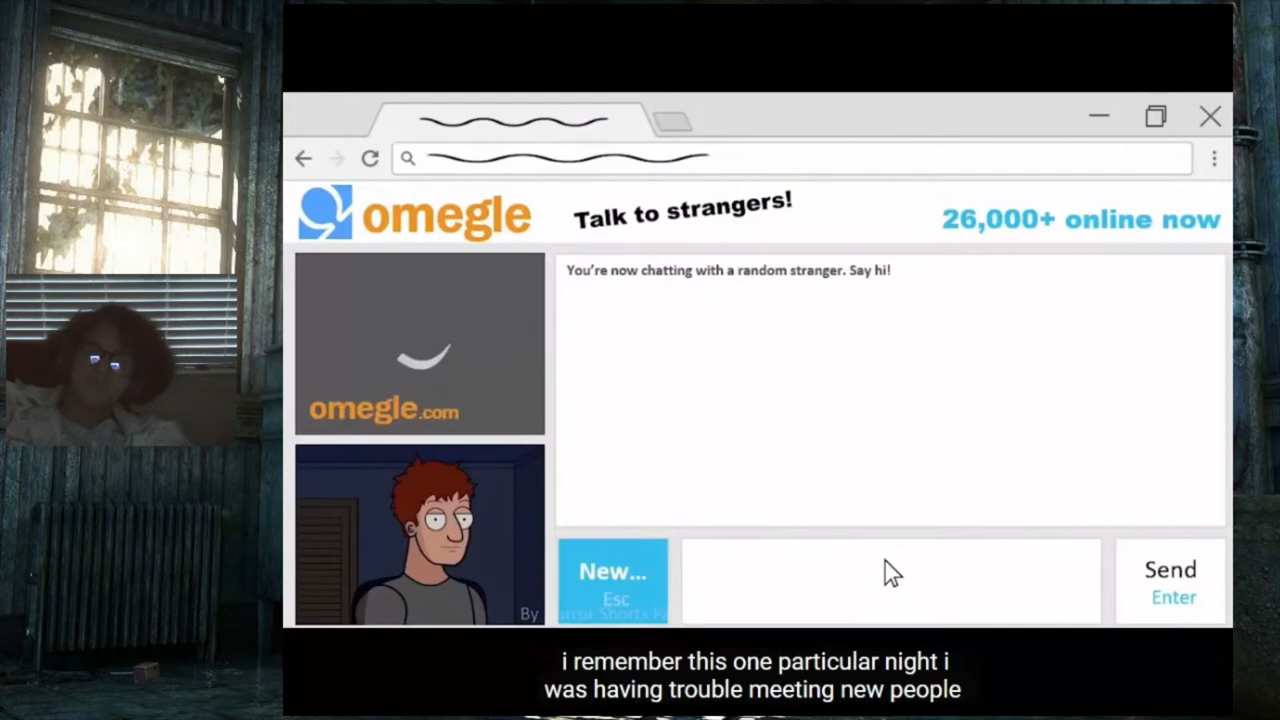 omegle
Talk to strangers!
26,000+ online now
You're now chatting with a random stranger. Say hi!
omegle.com
New...
Esc
Send
Enter
By
i remember this one particular night i
was having trouble meeting new people